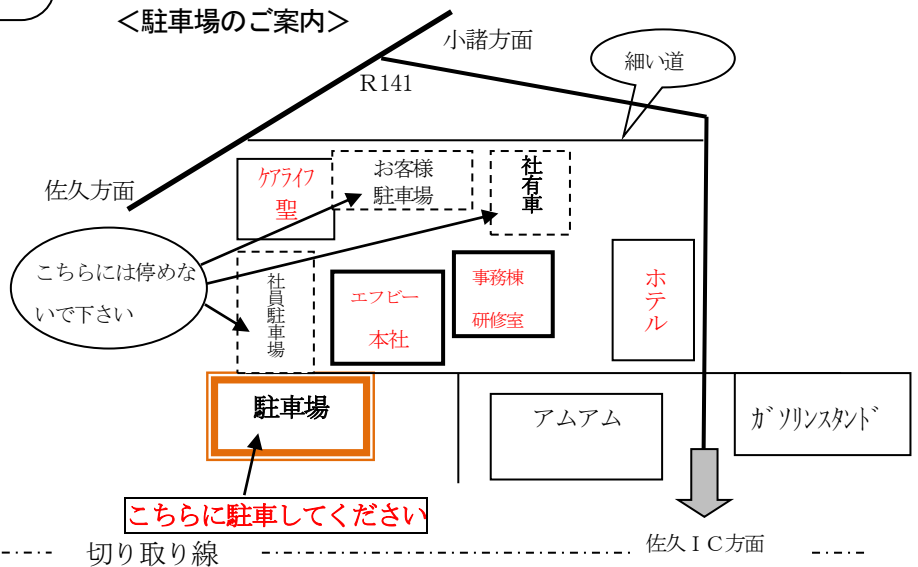 ＜駐車場のご案内＞
小諸方面
細い道
R141
佐久方面
ｹｱﾗｲﾌ
聖
お客様
駐車場
社有車
こちらには停めな
いで下さい
社員駐車場
エフビー
本社
事務棟
研修室
ホテル
駐車場
アムアム
ｶﾞｿﾘﾝｽﾀﾝﾄﾞ
こちらに駐車してください
切り取り線
佐久ＩＣ方面